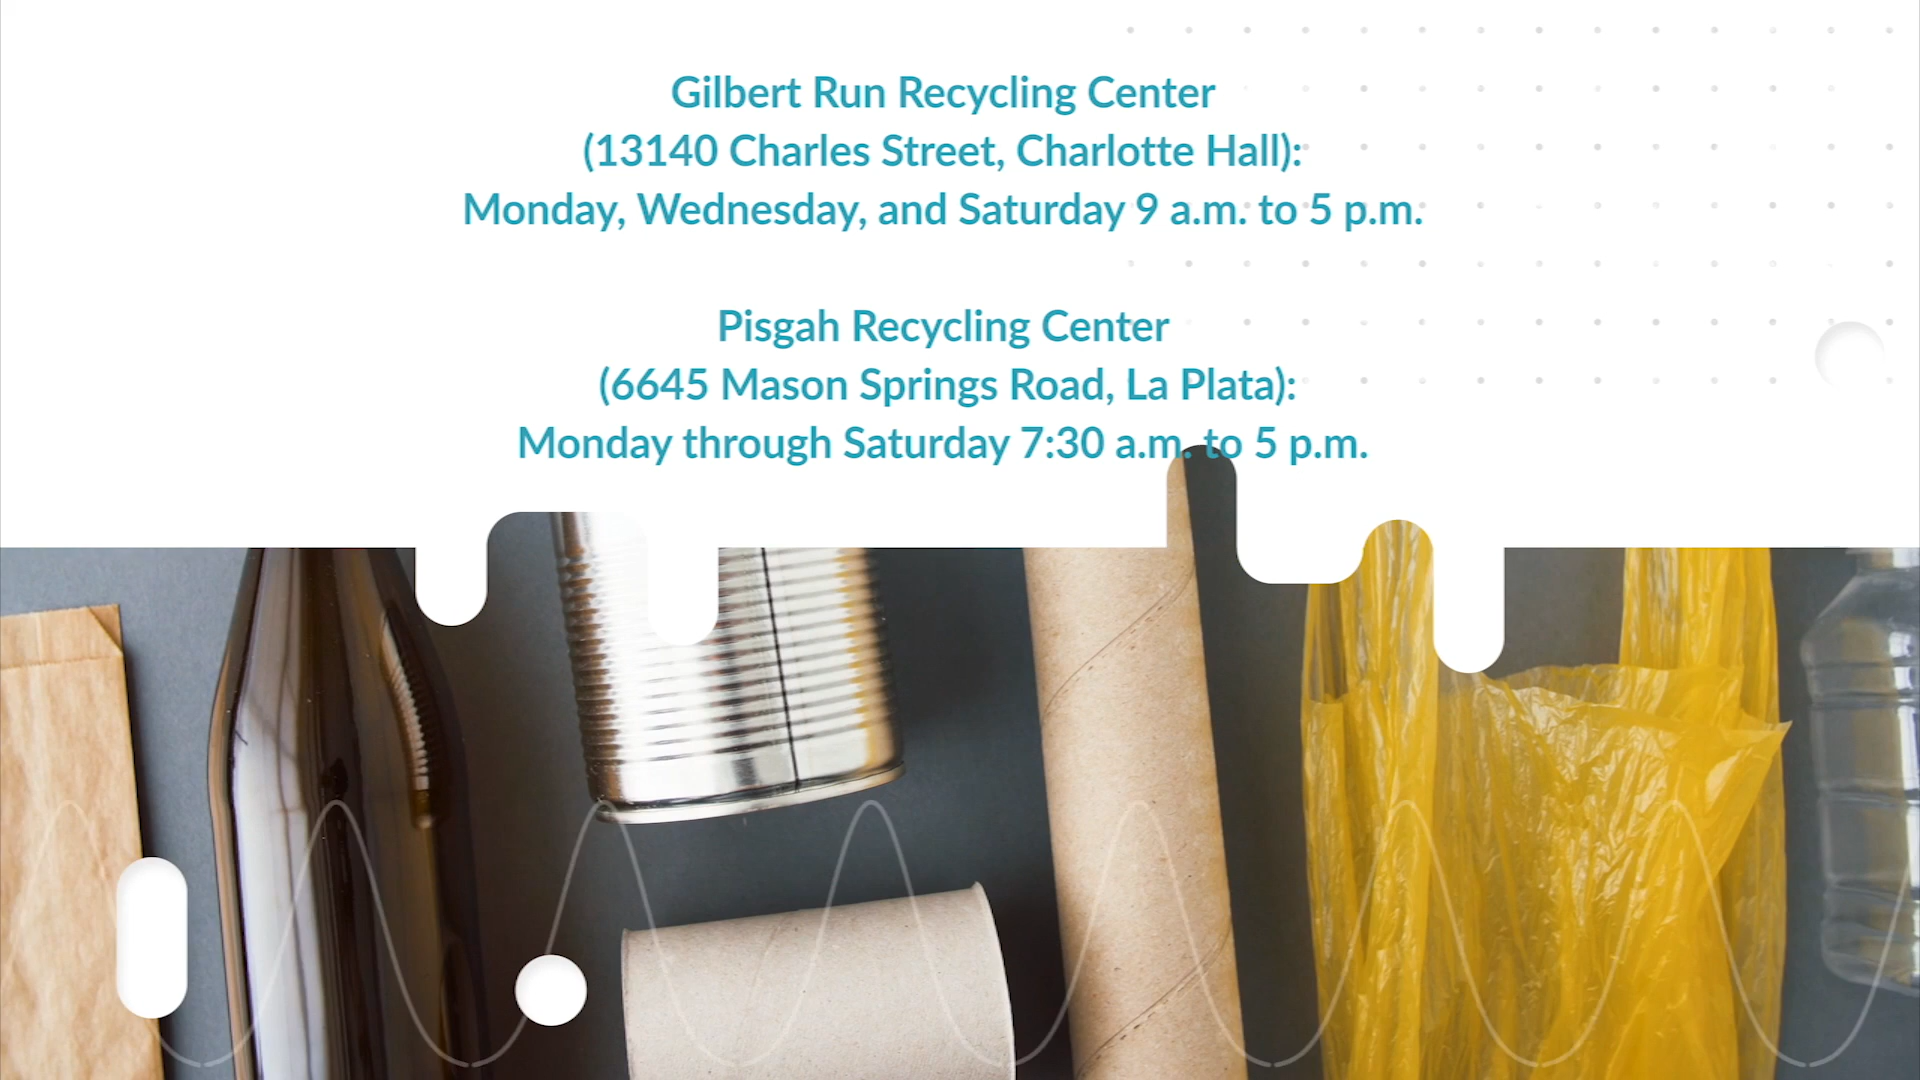 Gilbert Run Recycling Center
(13140 Charles Street, Charlotte Hall):
Monday, Wednesday, and Saturday 9 a.m. to 5 p.m.
Pisgah Recycling Center
(6645 Mason Springs Road, La Plata):
Monday through Saturday 7:30 a.m. to 5 p.m.